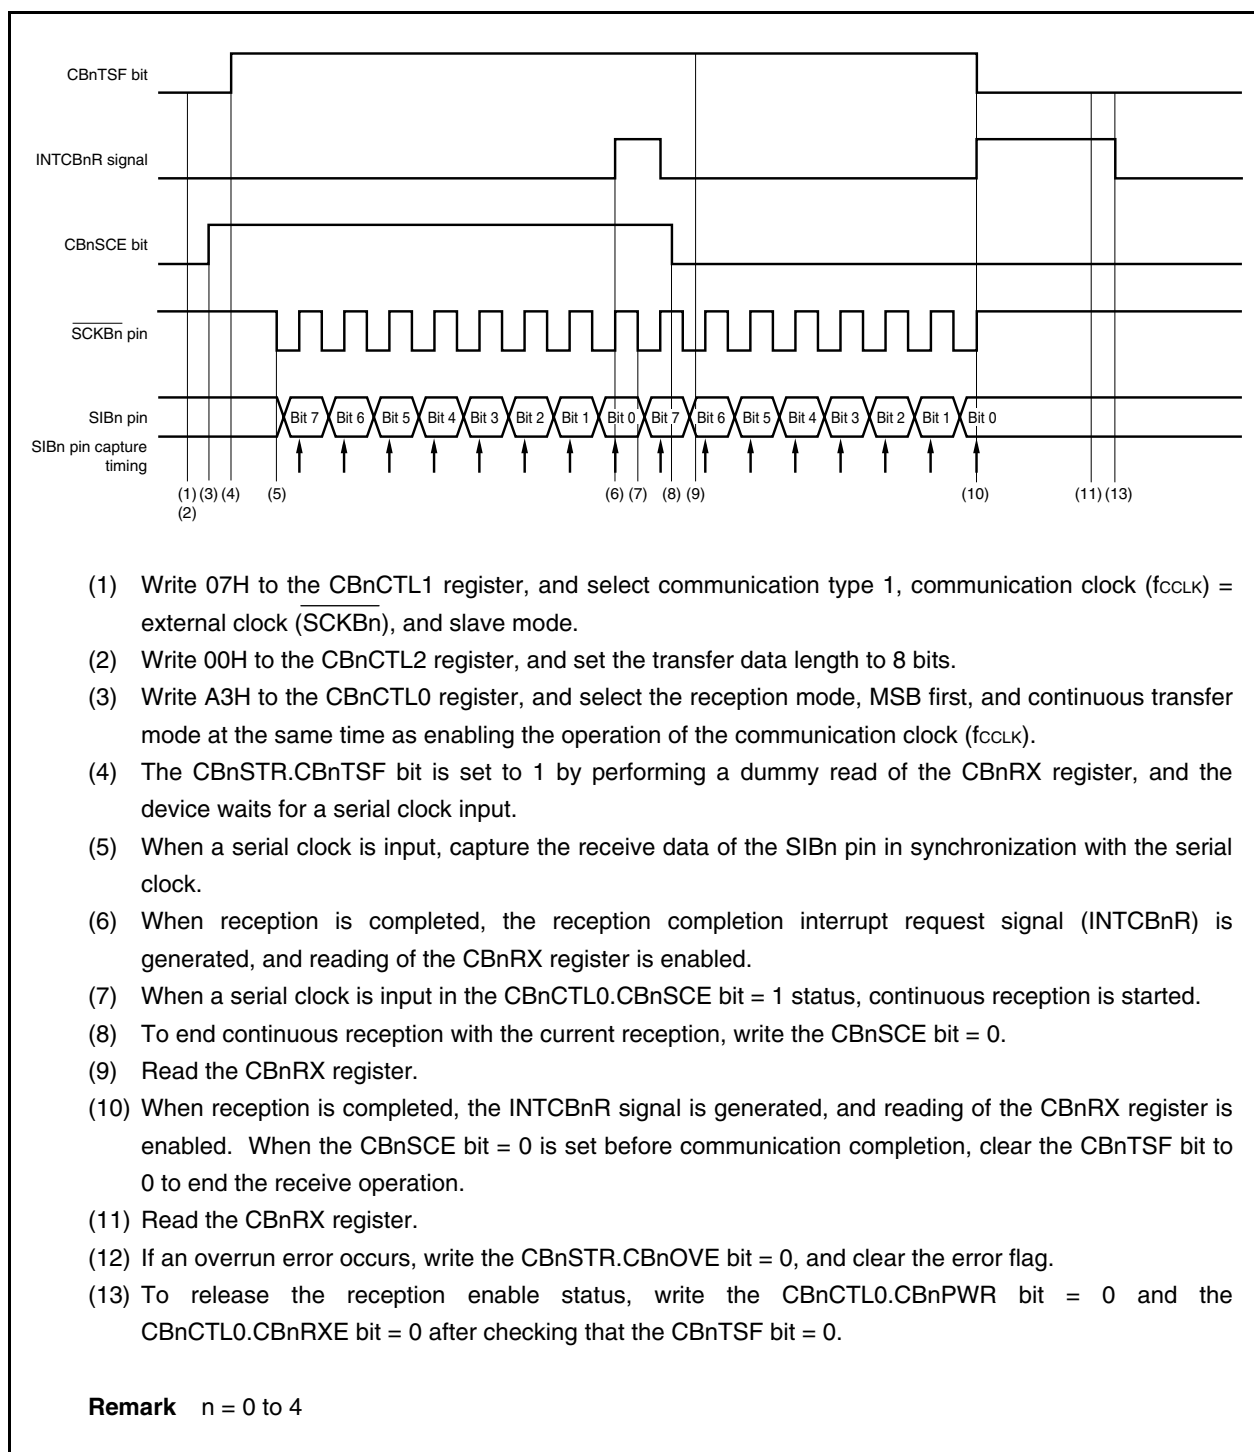 CBnTSF bit
INTCBnR signal
CBnSCE bit
SCKBn pin
SIBn pin
Bit 7 Bit 6 Bit 5 Bit 4 Bit 3 Bit 2 Bit 1 Bit 0 Bit 7 Bit 6 Bit 5 Bit 4 Bit 3 Bit 2 Bit 1 Bit 0
SIBn pin capture
timing
(1) (3) (4) (5) (6) (7) (8) (9) (10) (11) (13)
(2)
(1) Write 07H to the CBnCTL1 register, and select communication type 1, communication clock (fCCLK) =
external clock (SCKBn), and slave mode.
(2) Write 00H to the CBnCTL2 register, and set the transfer data length to 8 bits.
(3) Write A3H to the CBnCTL0 register, and select the reception mode, MSB first, and continuous transfer
mode at the same time as enabling the operation of the communication clock (fCCLK).
(4) The CBnSTR.CBnTSF bit is set to 1 by performing a dummy read of the CBnRX register, and the
device waits for a serial clock input.
(5) When a serial clock is input, capture the receive data of the SIBn pin in synchronization with the serial
clock.
(6) When reception is completed, the reception completion interrupt request signal (INTCBnR) is
generated, and reading of the CBnRX register is enabled.
(7) When a serial clock is input in the CBnCTL0.CBnSCE bit = 1 status, continuous reception is started.
(8) To end continuous reception with the current reception, write the CBnSCE bit = 0.
(9) Read the CBnRX register.
(10) When reception is completed, the INTCBnR signal is generated, and reading of the CBnRX register is
enabled. When the CBnSCE bit = 0 is set before communication completion, clear the CBnTSF bit to
0 to end the receive operation.
(11) Read the CBnRX register.
(12) If an overrun error occurs, write the CBnSTR.CBnOVE bit = 0, and clear the error flag.
(13) To release the reception enable status, write the CBnCTL0.CBnPWR bit = 0 and the
CBnCTL0.CBnRXE bit = 0 after checking that the CBnTSF bit = 0.
Remark n = 0 to 4